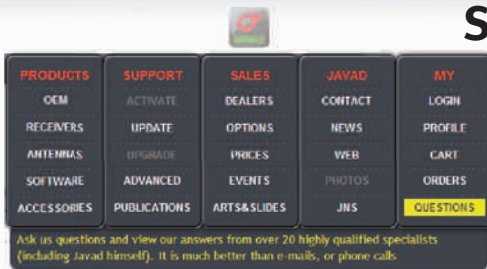 S
PRODUCTS SUPPORT SALES JAVAD MY
OEM ACTIVATE DEALERS CONTACT LOGIN
RECEIVERS UPDATE OPTIONS NEWS PROFILE
ANTENNAS UPGRADE PRICES WEB CART
SOFTWARE ADVANCED EVENTS PHOTOS ORDERS
ACCESSORIES PUBLICATIONS ARTS&SLIDES JNS QUESTIONS
Ask us questions and view our answers from over 20 highly qualified specialists
(including Javad himself). It is much better than e-mails, or phone calls